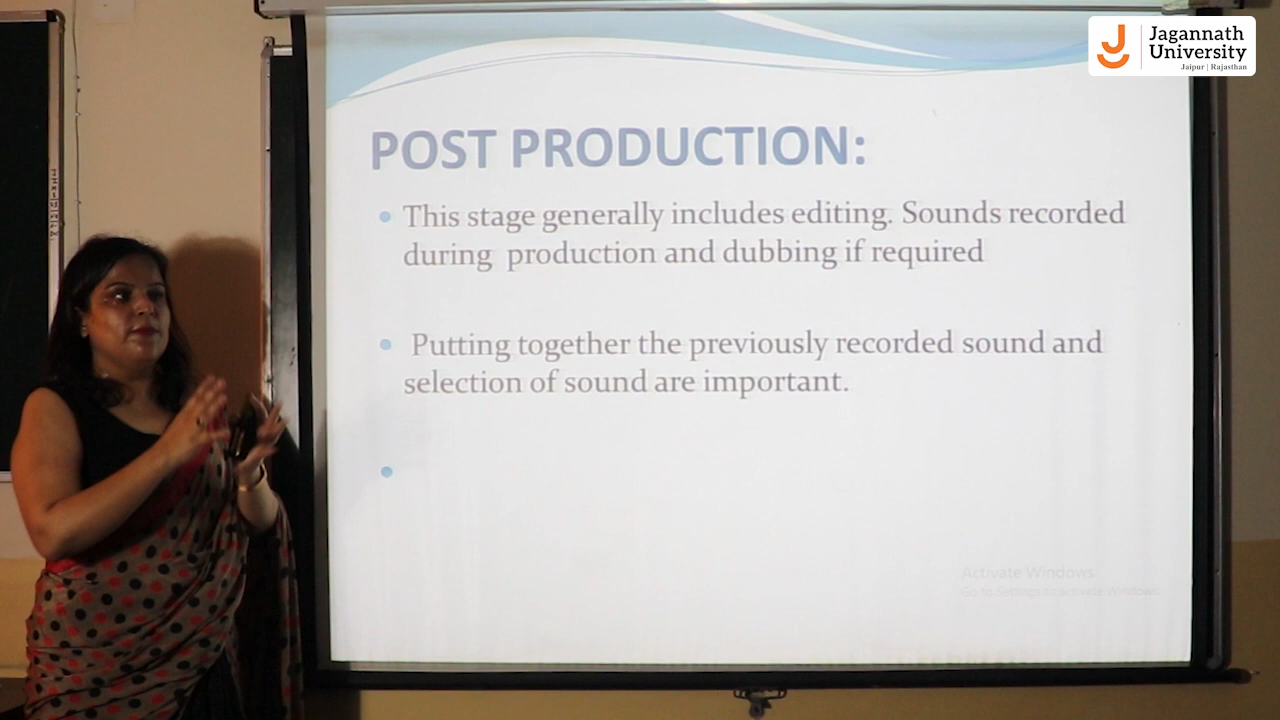 Jagannath
University
Jaipur | Rajasthan
POST PRODUCTION:
This stage generally includes editing. Sounds recorded
during production and dubbing if required
Putting together the previously recorded sound and
selection of sound are important.
Activate Windows
Go to Settings to activate Windows.